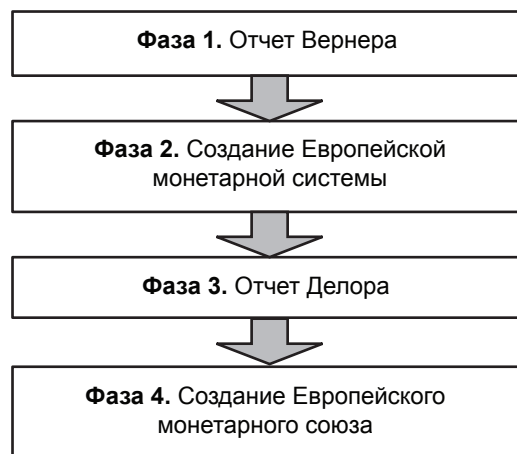 Фаза 1. Отчет Вернера
Фаза 2. Создание Европейской
монетарной системы
Фаза 3. Отчет Делора
Фаза 4. Создание Европейского
монетарного союза